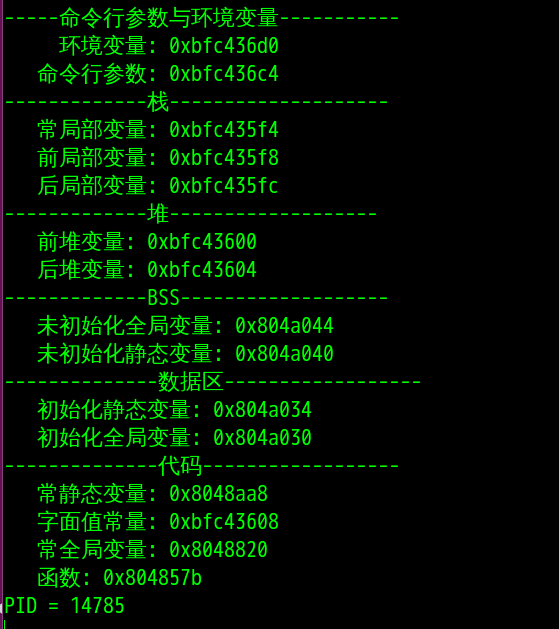 -----命令行参数与环境变量-----------
     环境变量: 0xbfc436d0
   命令行参数: 0xbfc436c4
-------------栈--------------------
   常局部变量: 0xbfc435f4
   前局部变量: 0xbfc435f8
   后局部变量: 0xbfc435fc
-------------堆-------------------
   前堆变量: 0xbfc43600
   后堆变量: 0xbfc43604
-------------BSS-------------------
   未初始化全局变量: 0x804a044
   未初始化静态变量: 0x804a040
--------------数据区------------------
   初始化静态变量: 0x804a034
   初始化全局变量: 0x804a030
--------------代码------------------
   常静态变量: 0x8048aa8
   字面值常量: 0xbfc43608
   常全局变量: 0x8048820
   函数: 0x804857b
PID = 14785